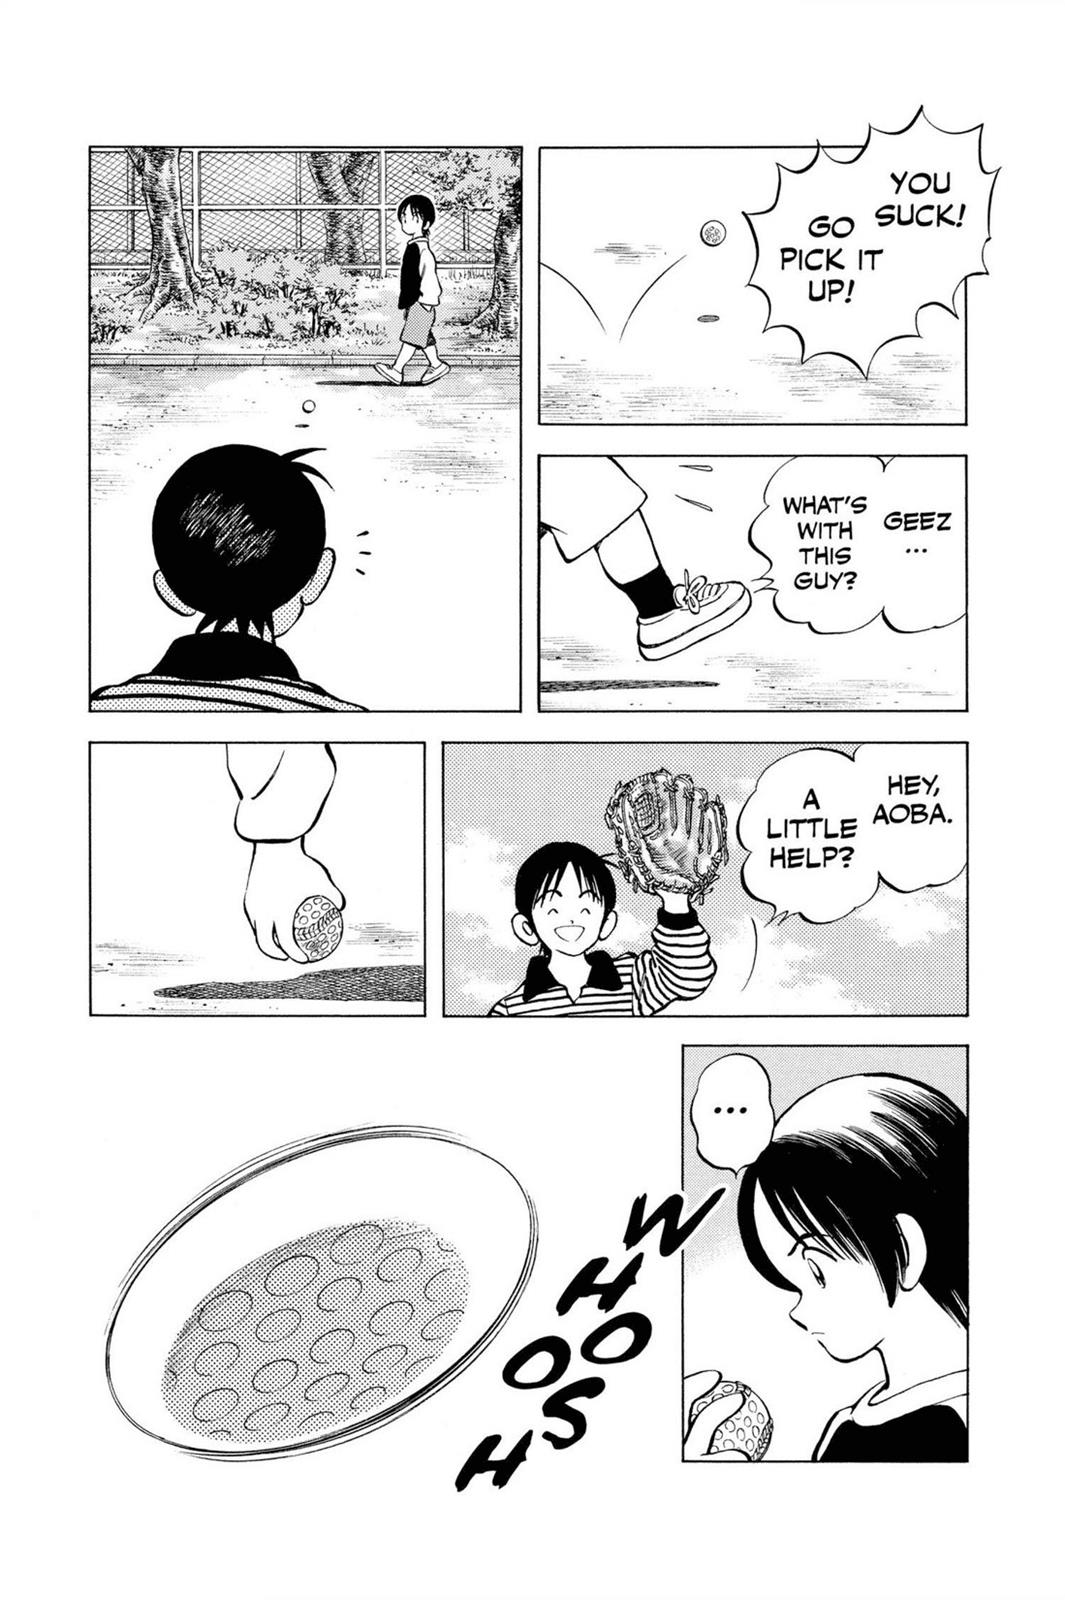 YOU
SUCK!
GO
PICK IT
UP!
GEEZ
...
WHAT'S
WITH
THIS
GUY?
HEY,
AOBA.
A
LITTLE
HELP?
...
WHOOSH